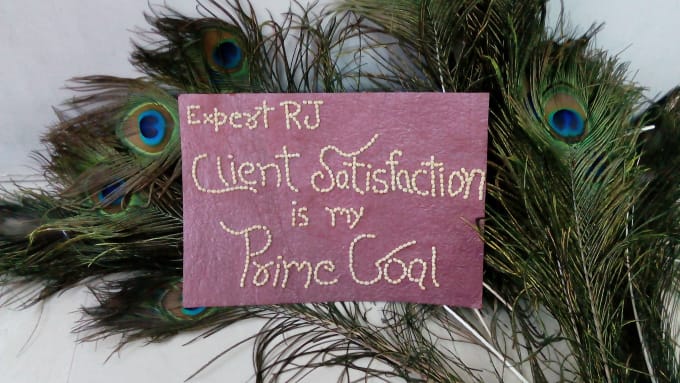 Expert RJ
Client Satisfaction
is my
Prime Goal